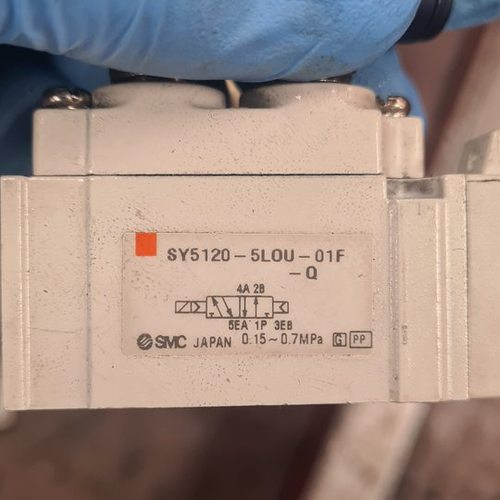 SY5120-5LOU-01F
-Q
4A 2B
5EA 1P 3EB
SMC JAPAN 0.15~0.7MPa G PP